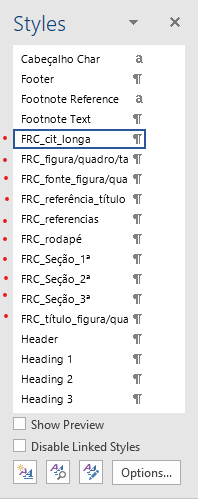 Styles
Cabeçalho Char a
Footer ¶
Footnote Reference a
Footnote Text ¶
FRC_cit_longa ¶
FRC_figura/quadro/ta ¶
FRC_fonte_figura/qua ¶
FRC_referência_título ¶
FRC_referencias ¶
FRC_rodapé ¶
FRC_Seção_1ª ¶
FRC_Seção_2ª ¶
FRC_Seção_3ª ¶
FRC_título_figura/qua ¶
Header ¶
Heading 1 ¶
Heading 2 ¶
Heading 3 ¶
Show Preview
Disable Linked Styles
Options...